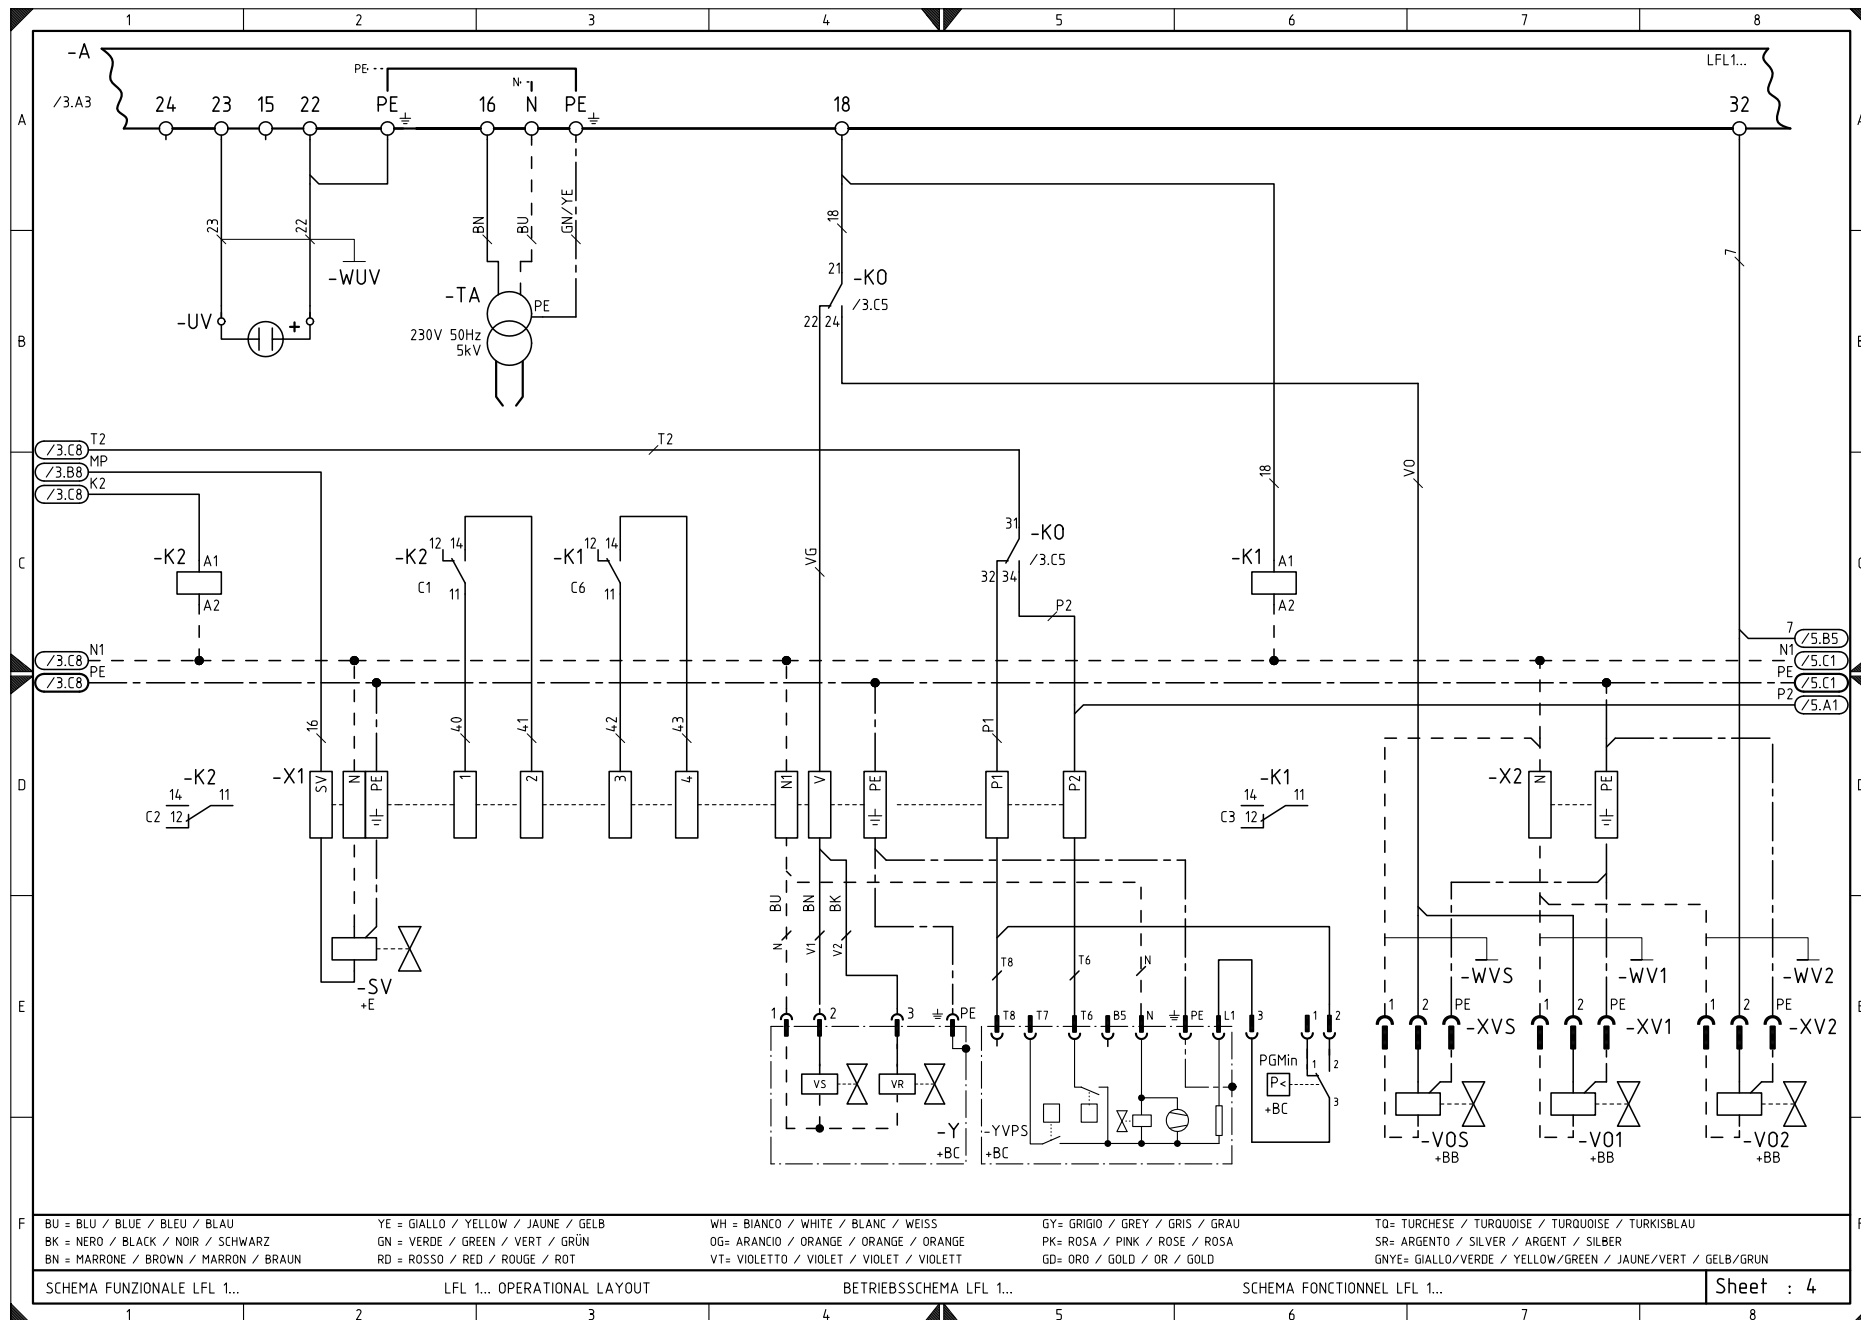 1 2 3 4 5 6 7 8
-A
LFL1...
/3.A3
PE
N
24 23 15 22 PE 16 N PE 18 32
A A
23 22 BN BU GN/YE 18 7
-WUV
21 -K0
/3.C5
22 24
-TA PE
-UV +
230V 50Hz
5kV
B B
/3.C8 T2 T2
/3.B8 MP
/3.C8 K2
18 VO
31 -K0
/3.C5
32 34
VG
-K2 A1
A2
-K2 12 14
C1 11
-K1 12 14
C6 11
-K1 A1
A2
C C
P2
7 /5.B5
/3.C8 N1 N1 /5.C1
/3.C8 PE PE /5.C1
P2 /5.A1
16 40 41 42 43 P1
-K2
14 11
C2 12
-X1 SV N PE 1 2 3 4 N1 V PE P1 P2
-K1
14 11
C3 12
-X2 N PE
D D
BU BN BK
N V1 V2
T8 T6 N
-SV
+E
-WVS -WV1 -WV2
E E
1 2 3 PE
T8 T7 T6 B5 N PE L1 3 1 2
1 2 PE -XVS
1 2 PE -XV1
1 2 PE -XV2
PGMin 1 2
P<
+BC 3
VS VR
-Y
+BC
-YVPS
+BC
-VOS
+BB
-VO1
+BB
-VO2
+BB
F F
BU = BLU / BLUE / BLEU / BLAU YE = GIALLO / YELLOW / JAUNE / GELB WH = BIANCO / WHITE / BLANC / WEISS GY= GRIGIO / GREY / GRIS / GRAU TQ= TURCHESE / TURQUOISE / TURQUOISE / TURKISBLAU
BK = NERO / BLACK / NOIR / SCHWARZ GN = VERDE / GREEN / VERT / GRÜN OG= ARANCIO / ORANGE / ORANGE / ORANGE PK= ROSA / PINK / ROSE / ROSA SR= ARGENTO / SILVER / ARGENT / SILBER
BN = MARRONE / BROWN / MARRON / BRAUN RD = ROSSO / RED / ROUGE / ROT VT= VIOLETTO / VIOLET / VIOLET / VIOLETT GD= ORO / GOLD / OR / GOLD GNYE= GIALLO/VERDE / YELLOW/GREEN / JAUNE/VERT / GELB/GRUN
SCHEMA FUNZIONALE LFL 1... LFL 1... OPERATIONAL LAYOUT BETRIEBSSCHEMA LFL 1... SCHEMA FONCTIONNEL LFL 1... Sheet : 4
1 2 3 4 5 6 7 8